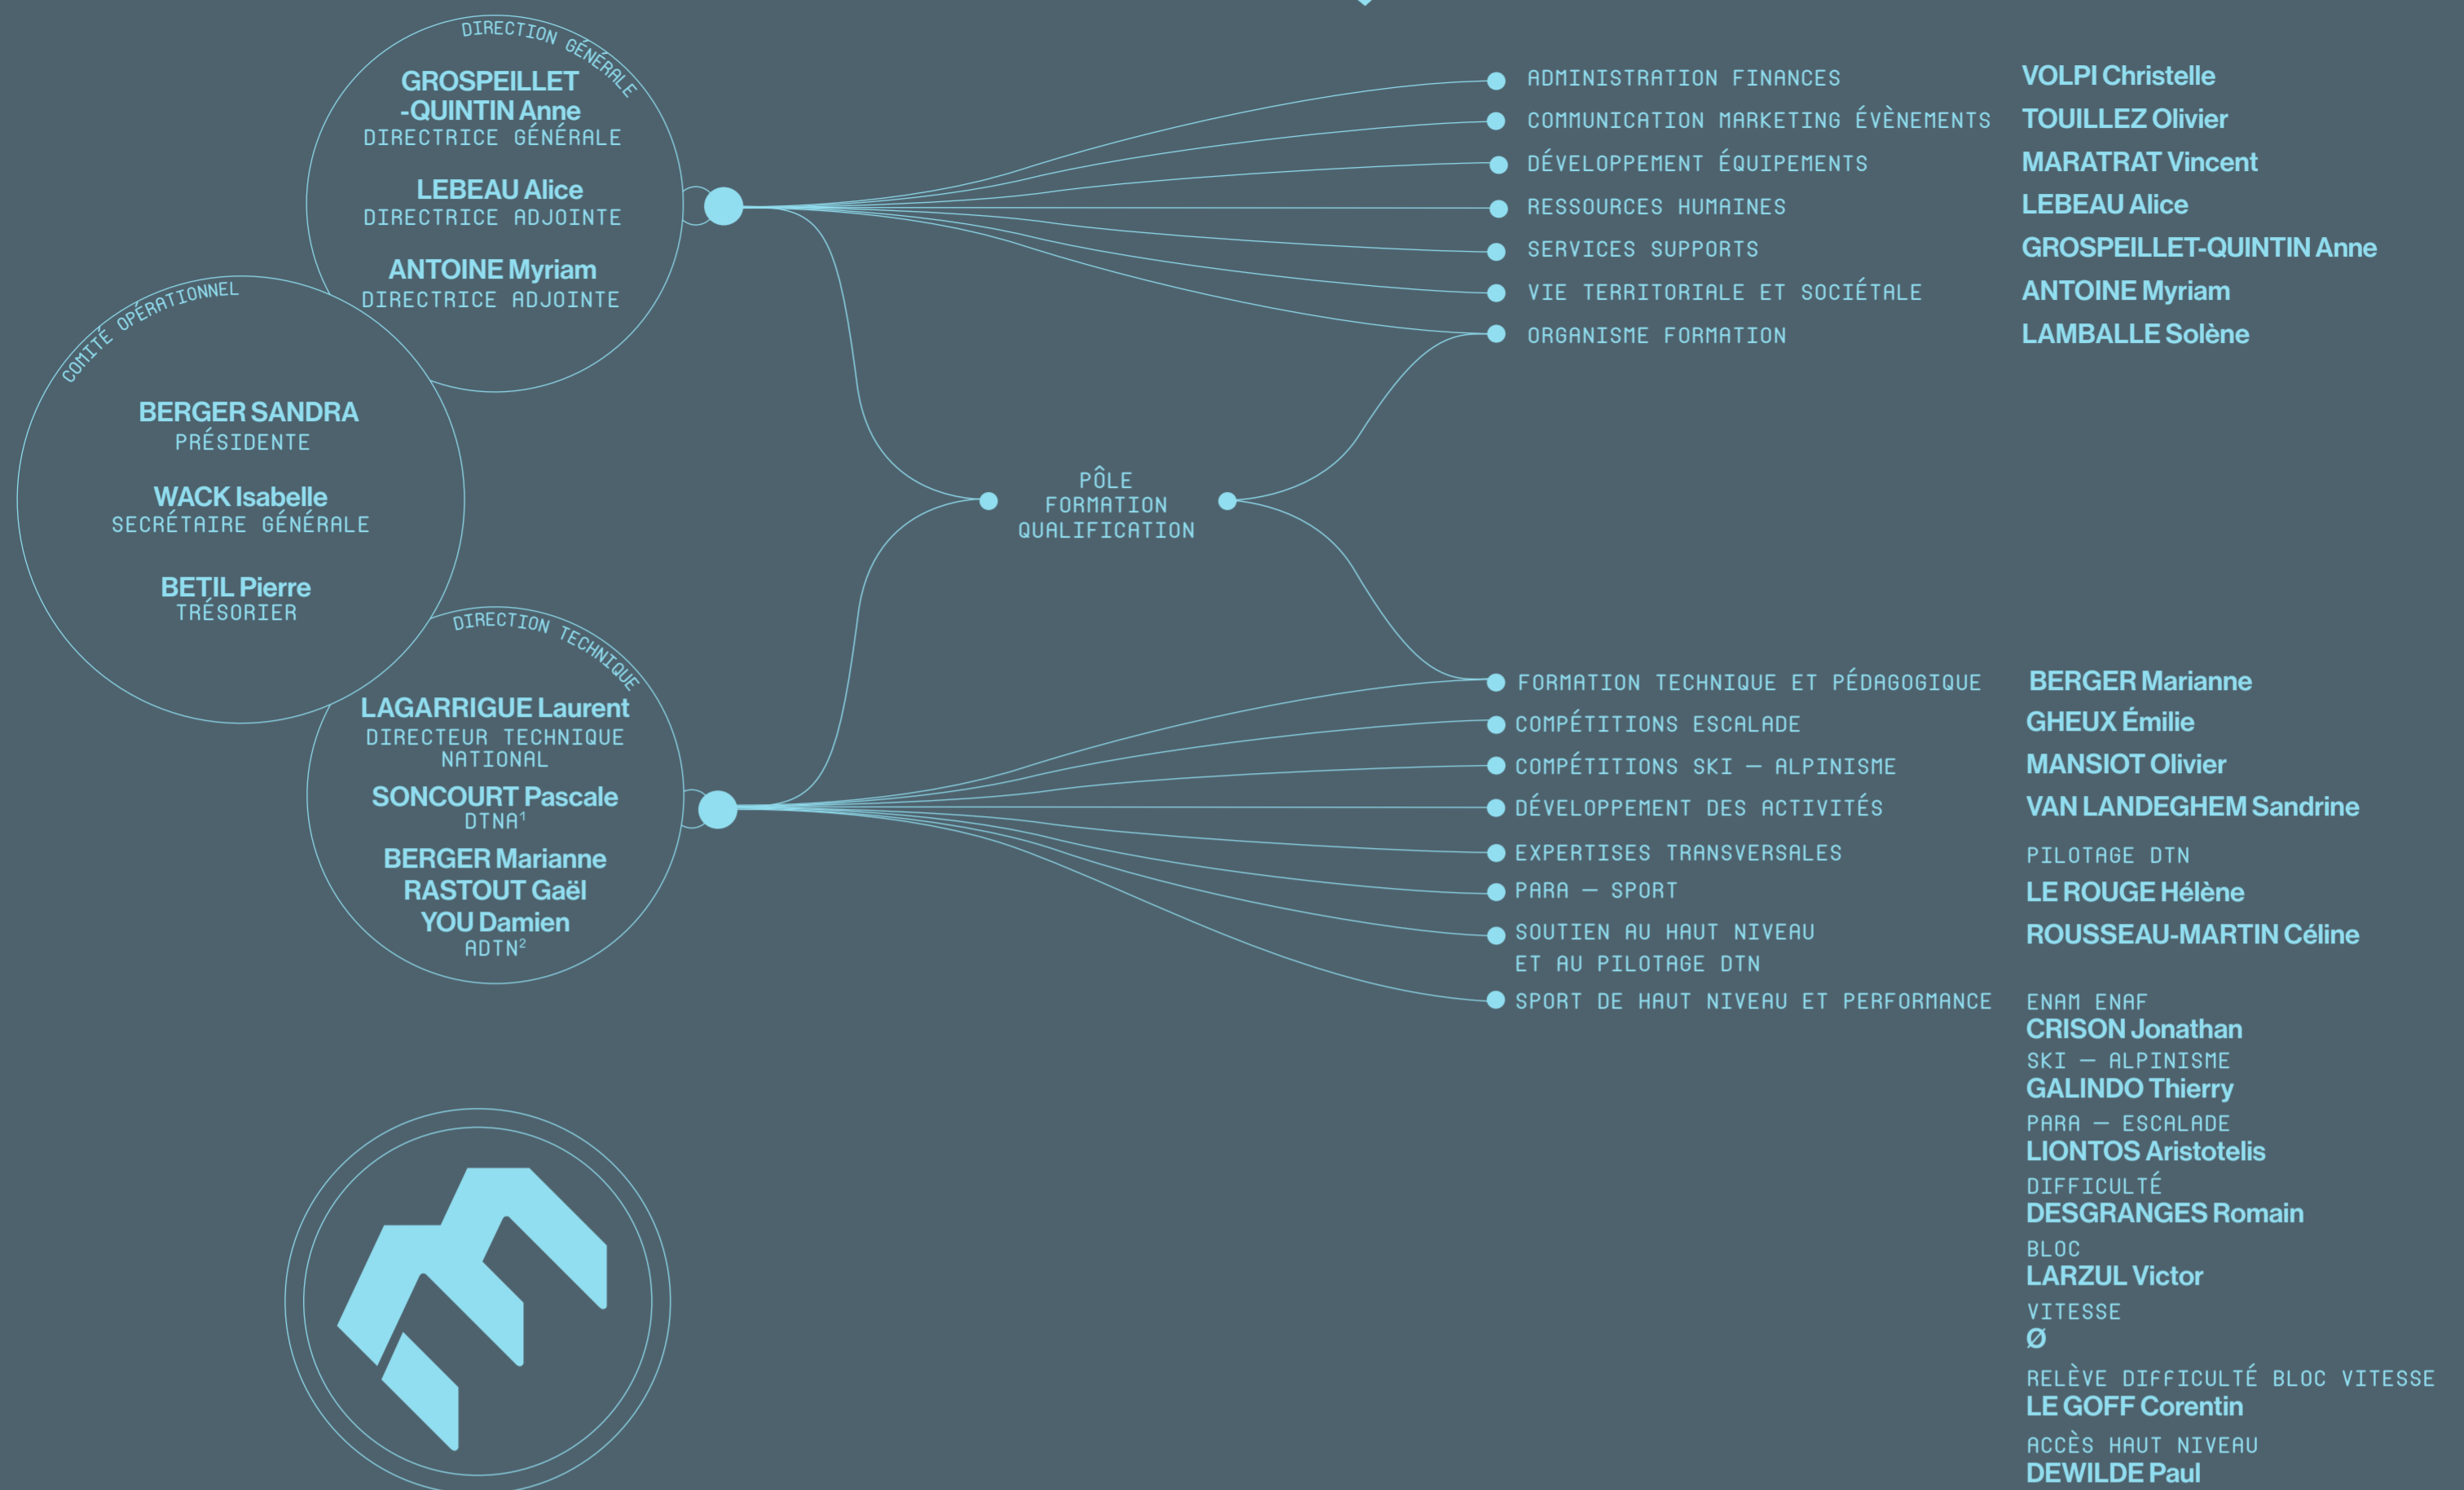 DIRECTION GÉNÉRALE
GROSPEILLET
-QUINTIN Anne
DIRECTRICE GÉNÉRALE
LEBEAU Alice
DIRECTRICE ADJOINTE
ANTOINE Myriam
DIRECTRICE ADJOINTE
COMITÉ OPÉRATIONNEL
BERGER SANDRA
PRÉSIDENTE
WACK Isabelle
SECRÉTAIRE GÉNÉRALE
BETIL Pierre
TRÉSORIER
DIRECTION TECHNIQUE
LAGARRIGUE Laurent
DIRECTEUR TECHNIQUE
NATIONAL
SONCOURT Pascale
DTNA¹
BERGER Marianne
RASTOUT Gaël
YOU Damien
ADTN²
PÔLE
FORMATION
QUALIFICATION
ADMINISTRATION FINANCES VOLPI Christelle
COMMUNICATION MARKETING ÉVÈNEMENTS TOUILLEZ Olivier
DÉVELOPPEMENT ÉQUIPEMENTS MARATRAT Vincent
RESSOURCES HUMAINES LEBEAU Alice
SERVICES SUPPORTS GROSPEILLET-QUINTIN Anne
VIE TERRITORIALE ET SOCIÉTALE ANTOINE Myriam
ORGANISME FORMATION LAMBALLE Solène
FORMATION TECHNIQUE ET PÉDAGOGIQUE BERGER Marianne
COMPÉTITIONS ESCALADE GHEUX Émilie
COMPÉTITIONS SKI — ALPINISME MANSIOT Olivier
DÉVELOPPEMENT DES ACTIVITÉS VAN LANDEGHEM Sandrine
EXPERTISES TRANSVERSALES PILOTAGE DTN
PARA — SPORT LE ROUGE Hélène
SOUTIEN AU HAUT NIVEAU ROUSSEAU-MARTIN Céline
ET AU PILOTAGE DTN
SPORT DE HAUT NIVEAU ET PERFORMANCE ENAM ENAF
CRISON Jonathan
SKI — ALPINISME
GALINDO Thierry
PARA — ESCALADE
LIONTOS Aristotelis
DIFFICULTÉ
DESGRANGES Romain
BLOC
LARZUL Victor
VITESSE
Ø
RELÈVE DIFFICULTÉ BLOC VITESSE
LE GOFF Corentin
ACCÈS HAUT NIVEAU
DEWILDE Paul